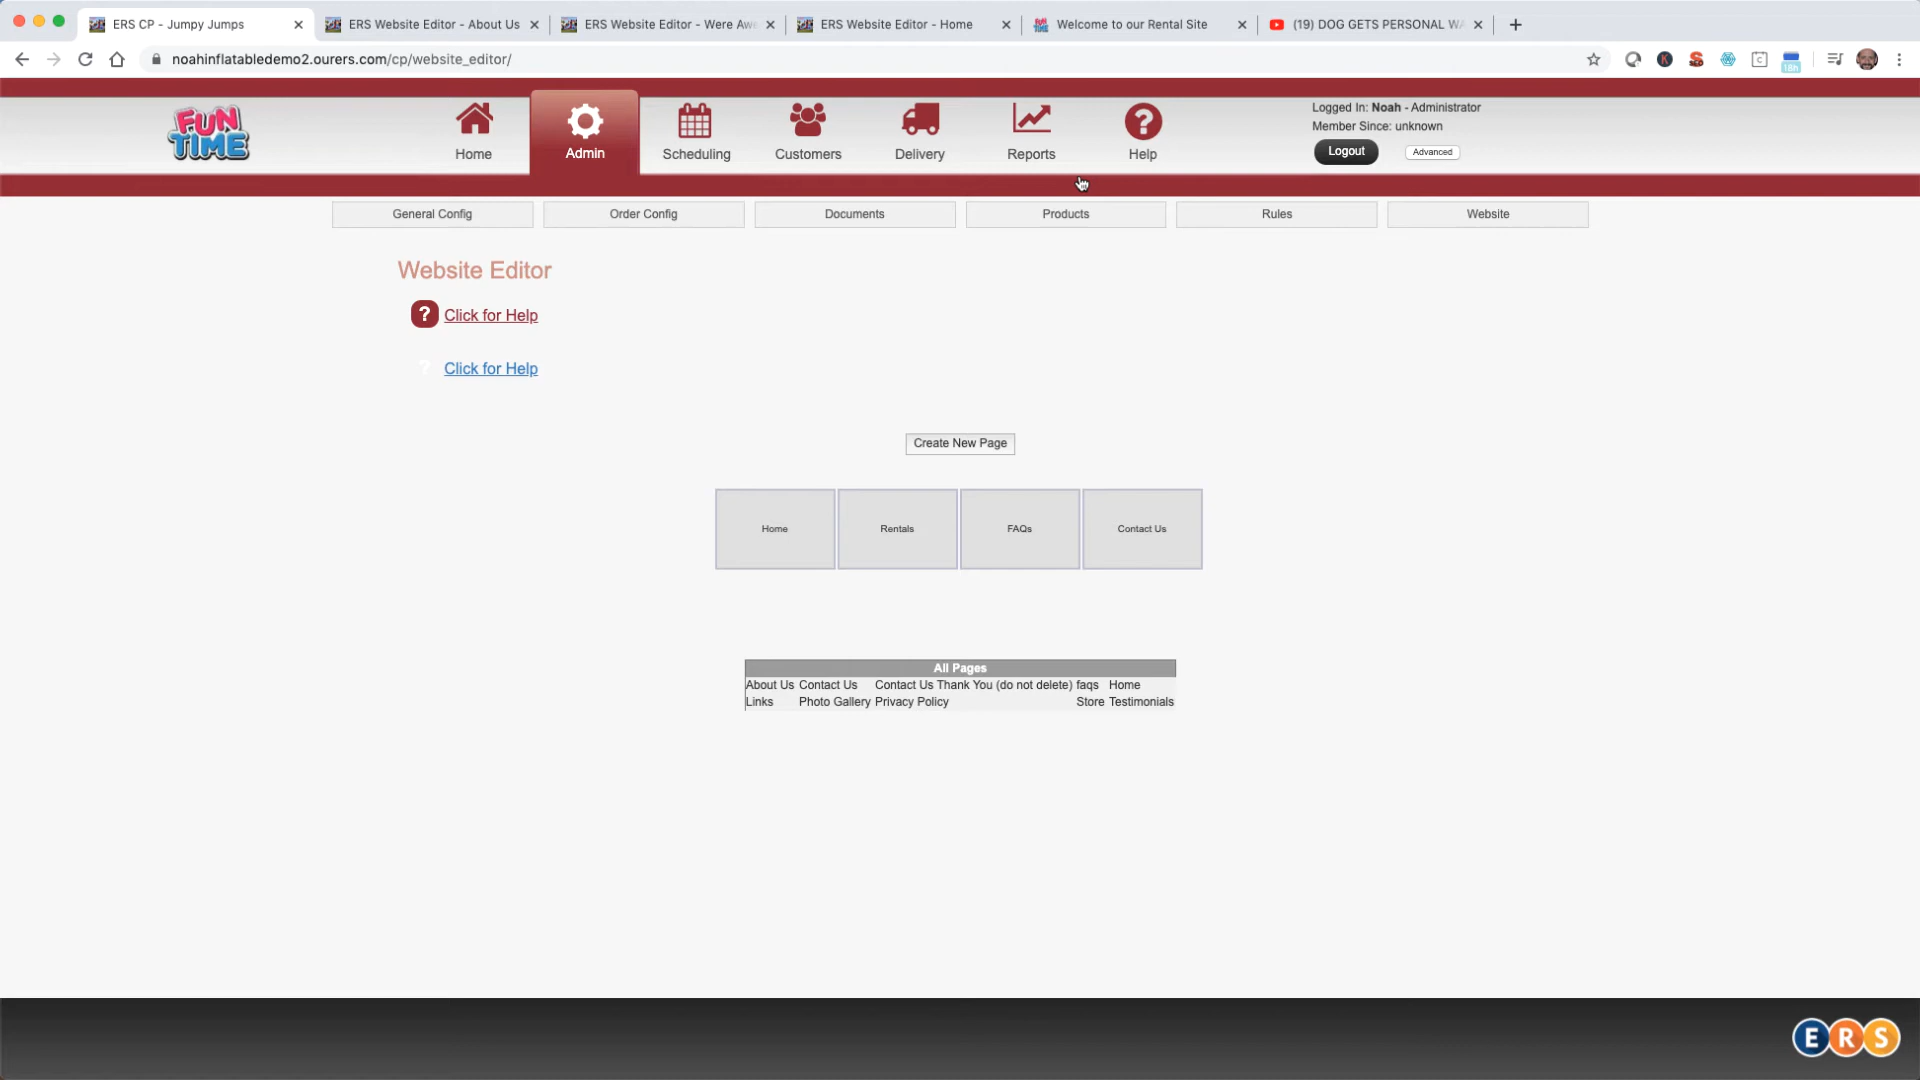 ERS CP - Jumpy Jumps
ERS Website Editor - About Us
ERS Website Editor - Were Awe
ERS Website Editor - Home
Welcome to our Rental Site
(19) DOG GETS PERSONAL WA
noahinflatabledemo2.ourers.com/cp/website_editor/
18h
FUN TIME
Home
Admin
Scheduling
Customers
Delivery
Reports
Help
Logged In: Noah - Administrator
Member Since: unknown
Logout
Advanced
General Config
Order Config
Documents
Products
Rules
Website
Website Editor
? Click for Help
? Click for Help
Create New Page
Home
Rentals
FAQs
Contact Us
All Pages
About Us Contact Us Contact Us Thank You (do not delete) faqs Home
Links Photo Gallery Privacy Policy Store Testimonials
ERS